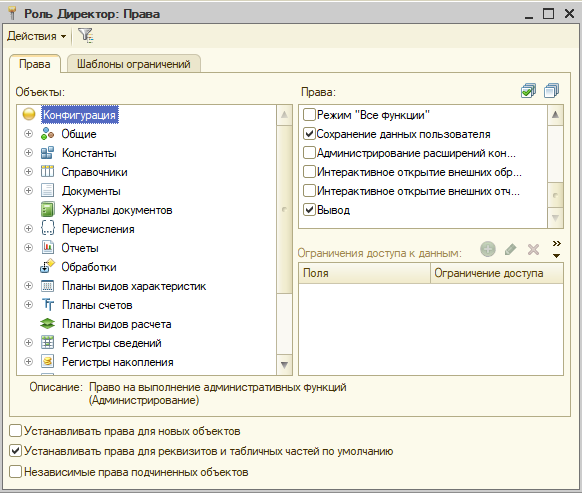 Роль Директор: Права
Действия
Права
Шаблоны ограничений
Объекты:
Конфигурация
Общие
Константы
Справочники
Документы
Журналы документов
Перечисления
Отчеты
Обработки
Планы видов характеристик
Планы счетов
Планы видов расчета
Регистры сведений
Регистры накопления
Права:
Режим "Все функции"
Сохранение данных пользователя
Администрирование расширений кон...
Интерактивное открытие внешних обр...
Интерактивное открытие внешних отч...
Вывод
Ограничения доступа к данным:
Поля
Ограничение доступа
Описание: Право на выполнение административных функций
(Администрирование)
Устанавливать права для новых объектов
Устанавливать права для реквизитов и табличных частей по умолчанию
Независимые права подчиненных объектов